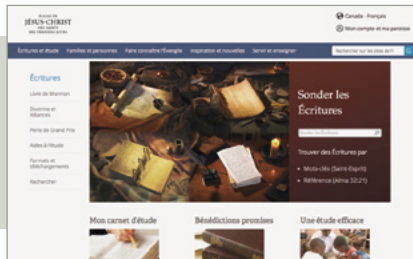 ÉGLISE DE
JÉSUS-CHRIST
DES SAINTS
DES DERNIERS JOURS
Canada - Français
Mon compte et ma paroisse
Écritures et étude Familles et personnes Faire connaître l'Évangile Inspiration et nouvelles Servir et enseigner
Rechercher sur les sites de l'I
Écritures
Livre de Mormon
Doctrine et
Alliances
Perle de Grand Prix
Aides à l'étude
Formats et
téléchargements
Rechercher
Sonder les
Écritures
Sonder les Écritures
Trouver des Écritures par
• Mots-clés (Saint-Esprit)
• Référence (Alma 32:21)
Mon carnet d'étude
Bénédictions promises
Une étude efficace